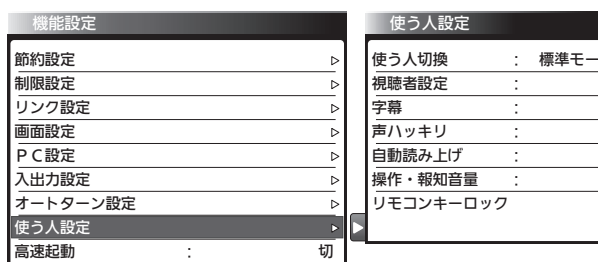 機能設定
節約設定
制限設定
リンク設定
画面設定
PC設定
入出力設定
オートターン設定
使う人設定
高速起動 : 切
使う人設定
使う人切換 : 標準モー
視聴者設定 :
字幕 :
声ハッキリ :
自動読み上げ :
操作・報知音量 :
リモコンキーロック